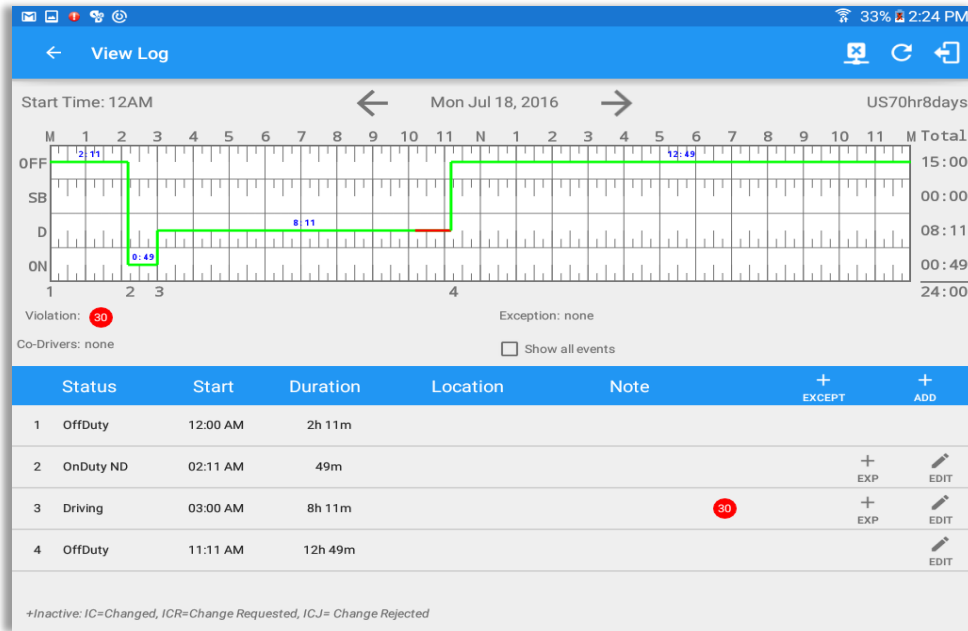 33% 2:24 PM
View Log
Start Time: 12AM Mon Jul 18, 2016 US70hr8days
M 1 2 3 4 5 6 7 8 9 10 11 N 1 2 3 4 5 6 7 8 9 10 11 M Total
OFF 2:11 12:49 15:00
SB 00:00
D 8:11 08:11
ON 0:49 00:49
1 2 3 4 24:00
Violation: 30 Exception: none
Co-Drivers: none Show all events
Status Start Duration Location Note + EXCEPT + ADD
1 OffDuty 12:00 AM 2h 11m
2 OnDuty ND 02:11 AM 49m + EXP EDIT
3 Driving 03:00 AM 8h 11m 30 + EXP EDIT
4 OffDuty 11:11 AM 12h 49m EDIT
+Inactive: IC=Changed, ICR=Change Requested, ICJ= Change Rejected